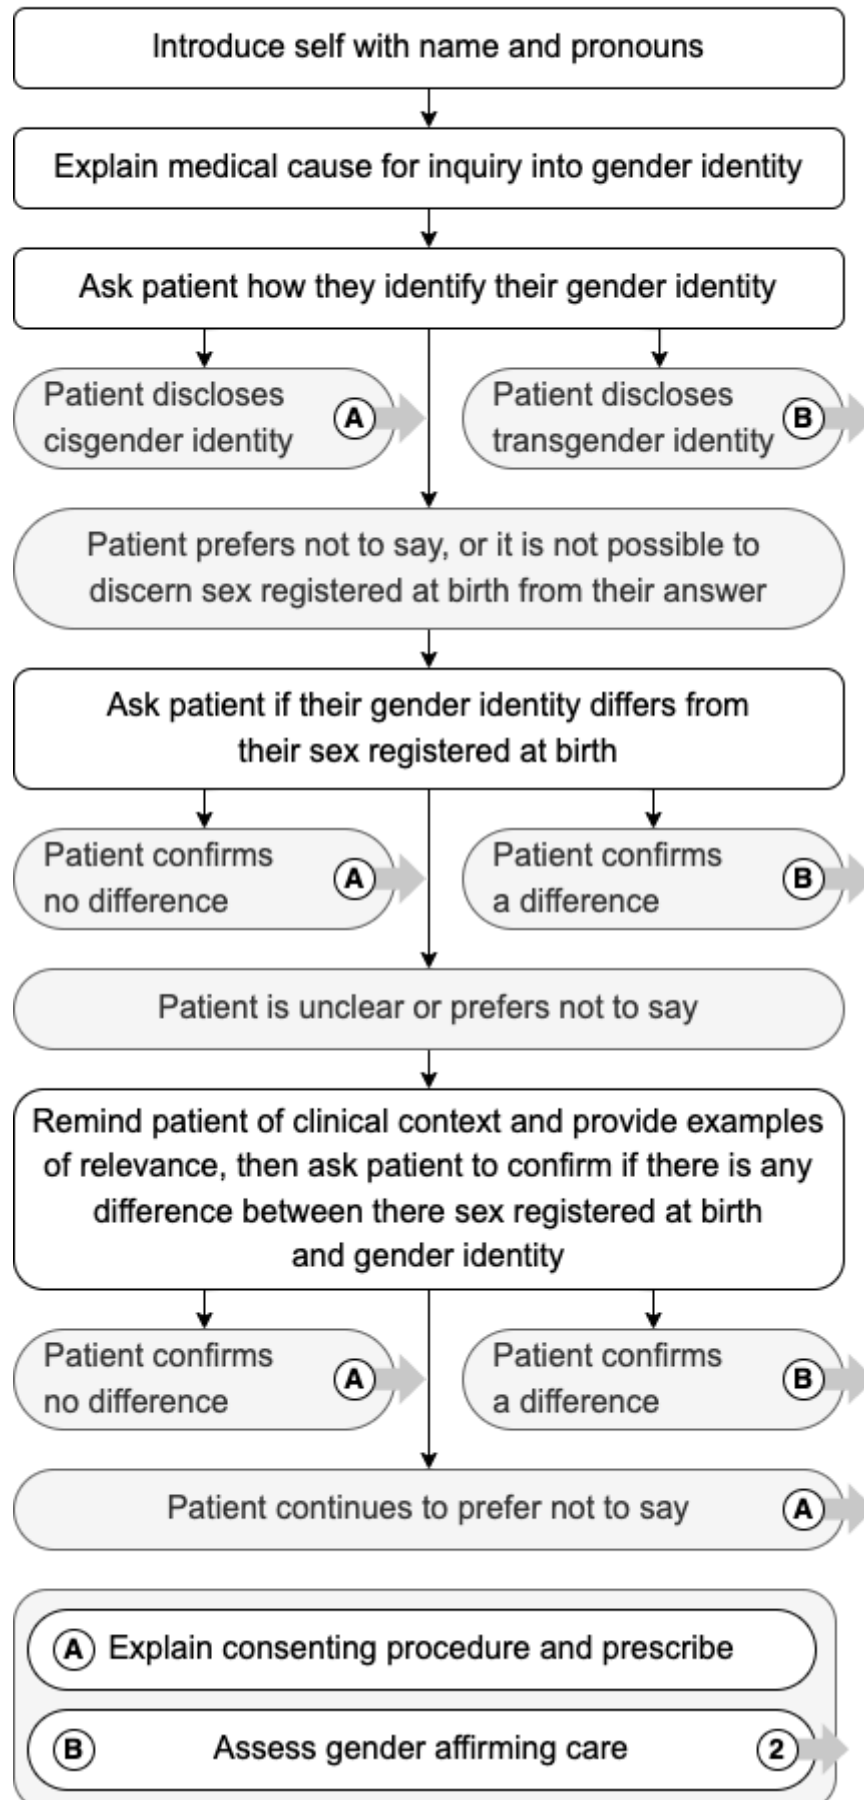 Introduce self with name and pronouns
Explain medical cause for inquiry into gender identity
Ask patient how they identify their gender identity
Patient discloses
cisgender identity
A
Patient discloses
transgender identity
B
Patient prefers not to say, or it is not possible to
discern sex registered at birth from their answer
Ask patient if their gender identity differs from
their sex registered at birth
Patient confirms
no difference
A
Patient confirms
a difference
B
Patient is unclear or prefers not to say
Remind patient of clinical context and provide examples
of relevance, then ask patient to confirm if there is any
difference between there sex registered at birth
and gender identity
Patient confirms
no difference
A
Patient confirms
a difference
B
Patient continues to prefer not to say A
A Explain consenting procedure and prescribe
B Assess gender affirming care 2